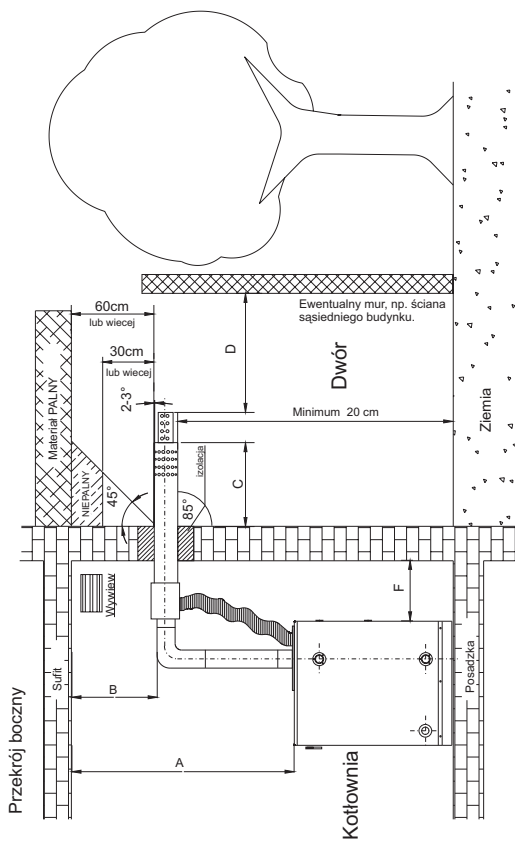 Przekrój boczny
Sufit
Wywiew
B
A
F
Kotłownia
Posadzka
Materiał PALNY
NIEPALNY
60cm
lub wiecej
30cm
lub wiecej
2-3°
45°
85°
izolacja
C
D
Minimum 20 cm
Ewentualny mur, np. ściana
sąsiedniego budynku.
Dwór
Ziemia